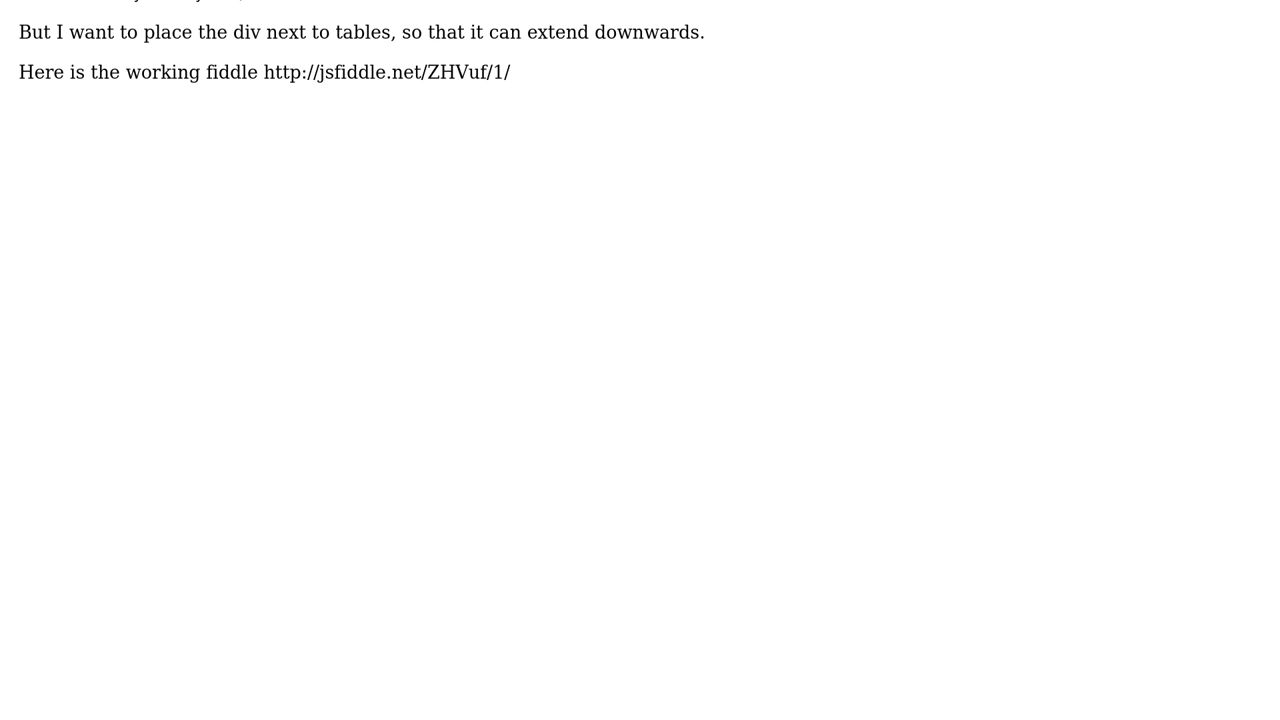 But I want to place the div next to tables, so that it can extend downwards.
Here is the working fiddle http://jsfiddle.net/ZHVuf/1/